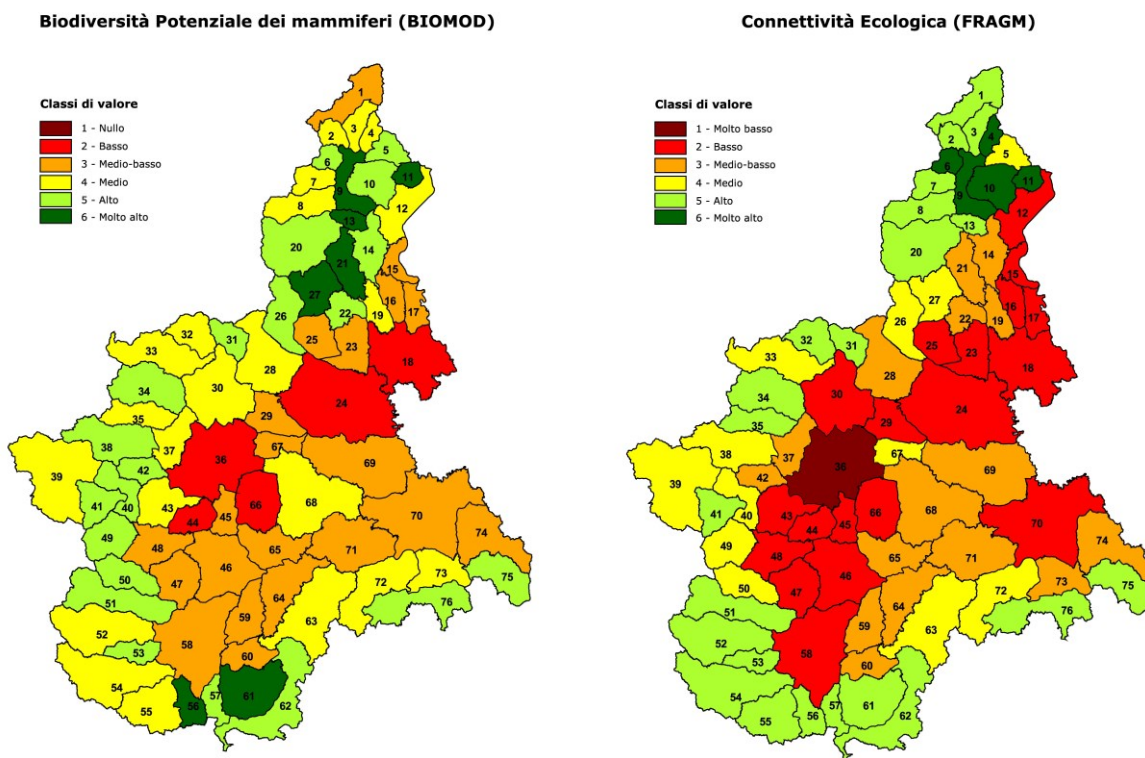 Biodiversità Potenziale dei mammiferi (BIOMOD)
Classi di valore
1 - Nullo
2 - Basso
3 - Medio-basso
4 - Medio
5 - Alto
6 - Molto alto
1
2 3 4
5
6
7 9 10 11
8 12
13
20 14
21 15
27 16
26 22 19 17
32 31 25 23 18
33 28
30
34 24
35 29
38 37 36 67
39 42 69
41 40 43 66 68
44 45 70
49 48 65 71 74
50 47 46 72 73 75
51 64 76
52 59
58 63
53 60
54 57 61
55 56 62
Connettività Ecologica (FRAGM)
Classi di valore
1 - Molto basso
2 - Basso
3 - Medio-basso
4 - Medio
5 - Alto
6 - Molto alto
1
2 3 4
5
6
7 9 10 11
8 12
13
20 14
21 15
27 16
26 22 19 17
32 31 25 23 18
33 28
30
34 24
35 29
38 37 36 67
39 42 69
41 40 43 66 68
44 45 70
49 48 65 71 74
50 47 46 72 73 75
51 64 76
52 59
58 63
53 60
54 57 61
55 56 62